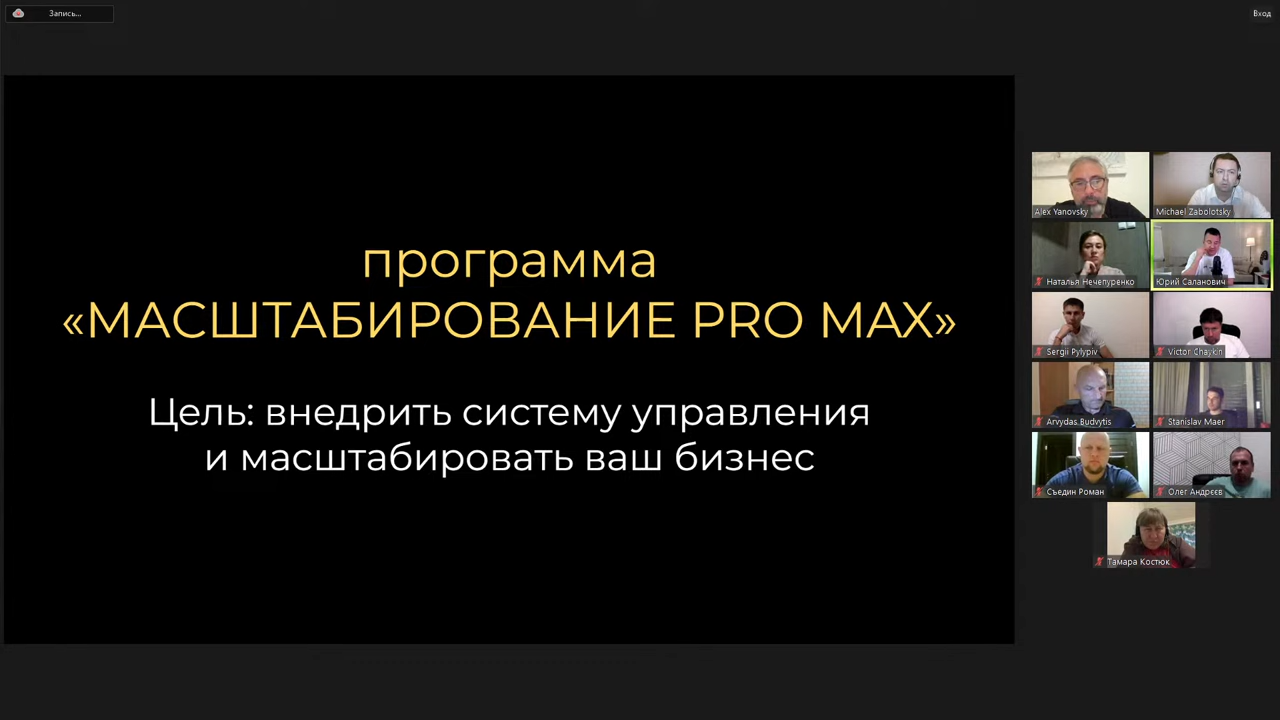 Запись...
Вход
программа
«МАСШТАБИРОВАНИЕ PRO MAX»
Цель: внедрить систему управления
и масштабировать ваш бизнес
Alex Yanovsky
Michael Zabolotsky
Наталья Нечепуренко
Юрий Саланович
Sergii Pylypiv
Victor Chaykin
Arvydas Budvytis
Stanislav Maer
Съедин Роман
Олег Андрєєв
Тамара Костюк